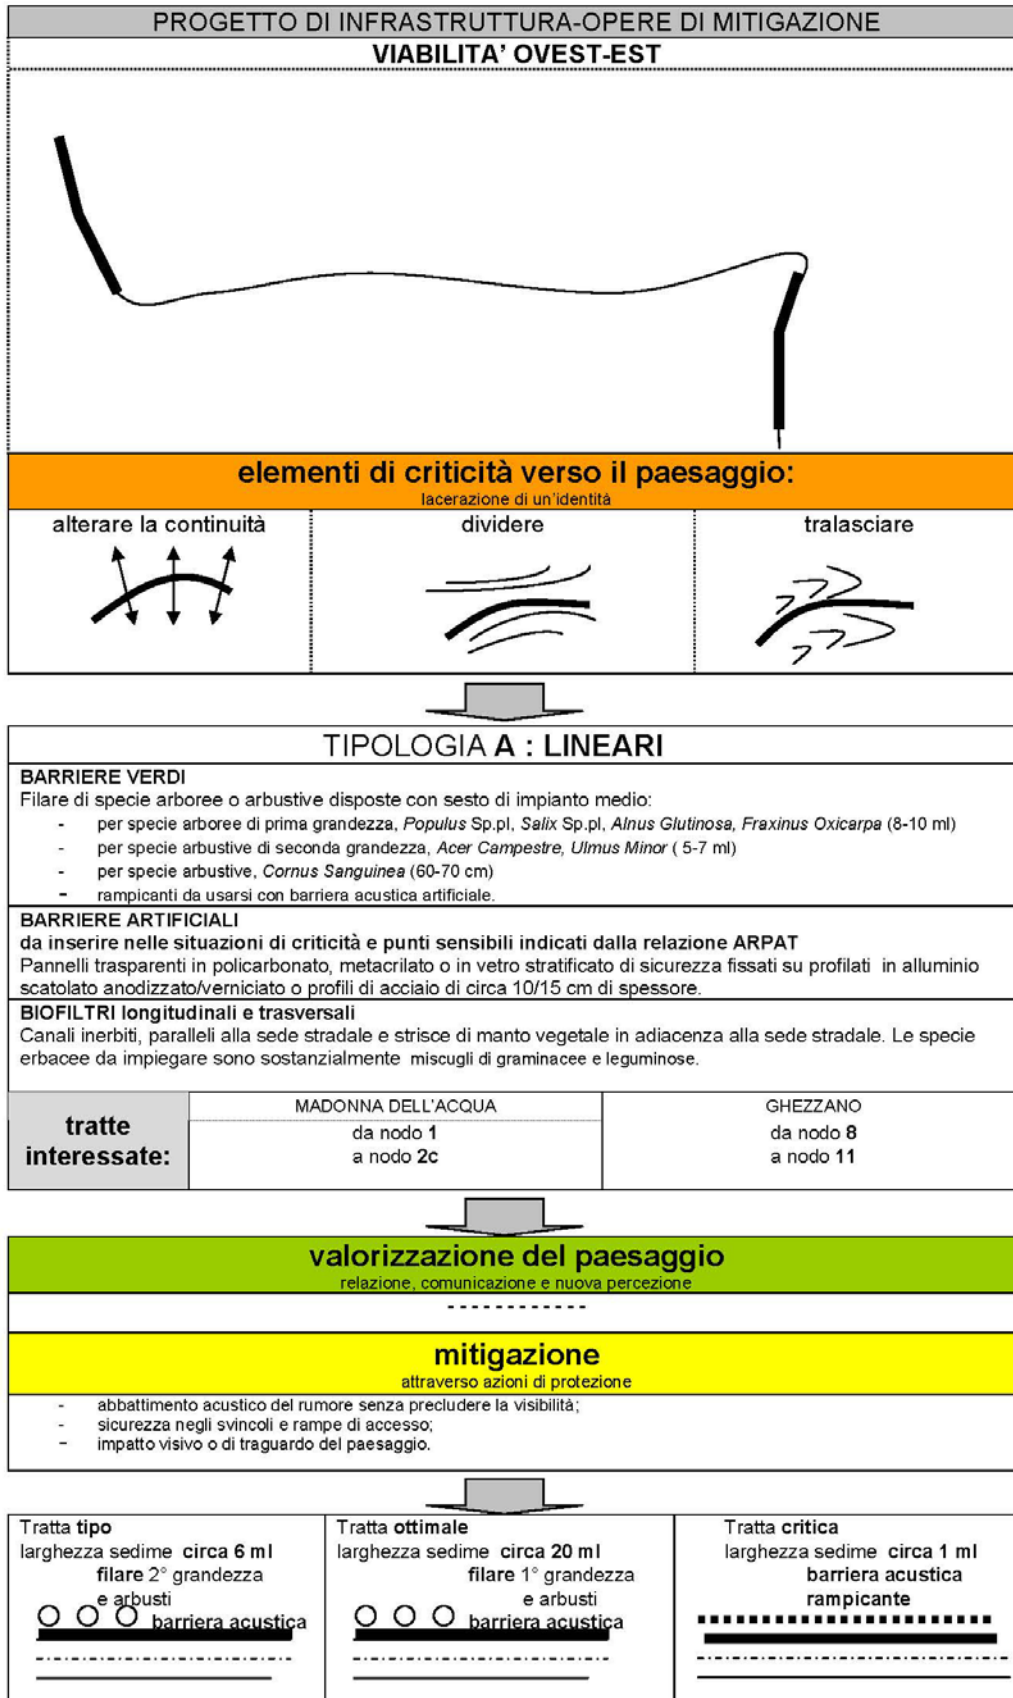 PROGETTO DI INFRASTRUTTURA-OPERE DI MITIGAZIONE
VIABILITA' OVEST-EST
elementi di criticità verso il paesaggio:
lacerazione di un'identità
alterare la continuità
dividere
tralasciare
TIPOLOGIA A : LINEARI
BARRIERE VERDI
Filare di specie arboree o arbustive disposte con sesto di impianto medio:
- per specie arboree di prima grandezza, Populus Sp.pl, Salix Sp.pl, Alnus Glutinosa, Fraxinus Oxicarpa (8-10 ml)
- per specie arbustive di seconda grandezza, Acer Campestre, Ulmus Minor ( 5-7 ml)
- per specie arbustive, Cornus Sanguinea (60-70 cm)
- rampicanti da usarsi con barriera acustica artificiale.
BARRIERE ARTIFICIALI
da inserire nelle situazioni di criticità e punti sensibili indicati dalla relazione ARPAT
Pannelli trasparenti in policarbonato, metacrilato o in vetro stratificato di sicurezza fissati su profilati in alluminio
scatolato anodizzato/verniciato o profili di acciaio di circa 10/15 cm di spessore.
BIOFILTRI longitudinali e trasversali
Canali inerbiti, paralleli alla sede stradale e strisce di manto vegetale in adiacenza alla sede stradale. Le specie
erbacee da impiegare sono sostanzialmente miscugli di graminacee e leguminose.
tratte
interessate:
MADONNA DELL'ACQUA
da nodo 1
a nodo 2c
GHEZZANO
da nodo 8
a nodo 11
valorizzazione del paesaggio
relazione, comunicazione e nuova percezione
------------
mitigazione
attraverso azioni di protezione
- abbattimento acustico del rumore senza precludere la visibilità;
- sicurezza negli svincoli e rampe di accesso;
- impatto visivo o di traguardo del paesaggio.
Tratta tipo
larghezza sedime circa 6 ml
filare 2° grandezza
e arbusti
barriera acustica
Tratta ottimale
larghezza sedime circa 20 ml
filare 1° grandezza
e arbusti
barriera acustica
Tratta critica
larghezza sedime circa 1 ml
barriera acustica
rampicante